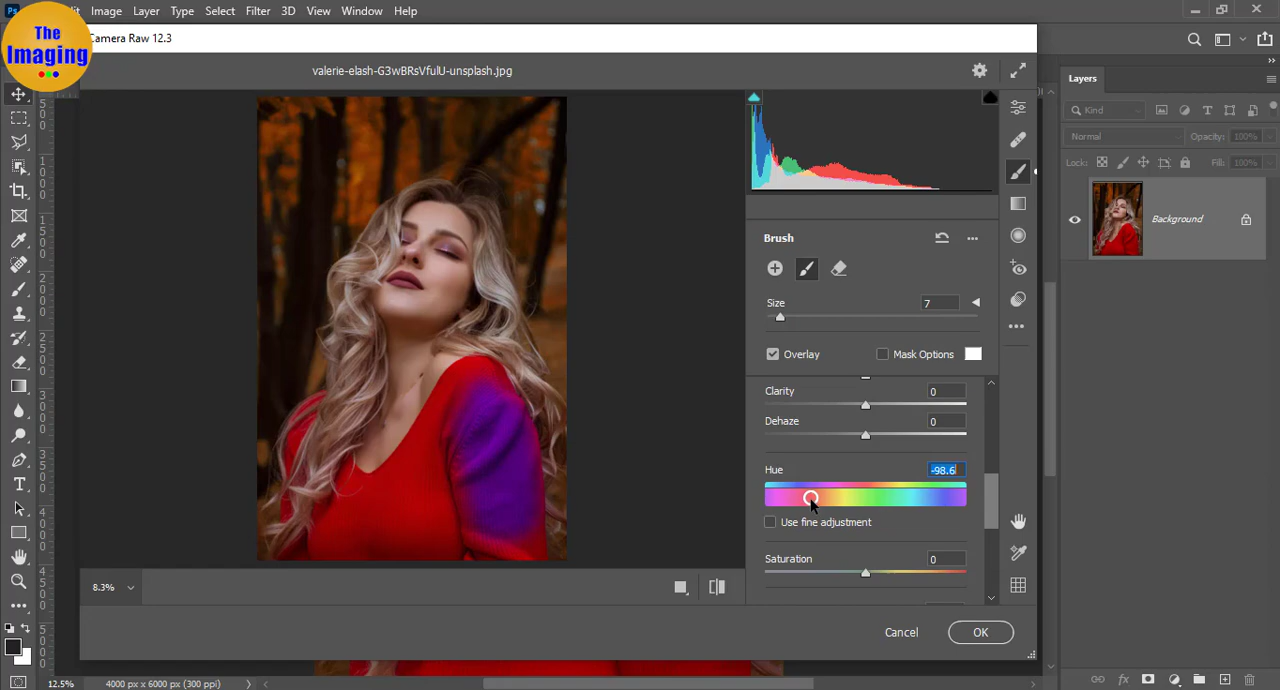 Ps
Image Layer Type Select Filter 3D View Window Help
The
Imaging
Camera Raw 12.3
valerie-elash-G3wBRsVfulU-unsplash.jpg
Brush
Size 7
Overlay Mask Options
Clarity 0
Dehaze 0
Hue -98.6
Use fine adjustment
Saturation 0
8.3%
Cancel OK
12.5% 4000 px x 6000 px (300 ppi)
Layers
Kind
Normal Opacity: 100%
Lock: Fill: 100%
Background